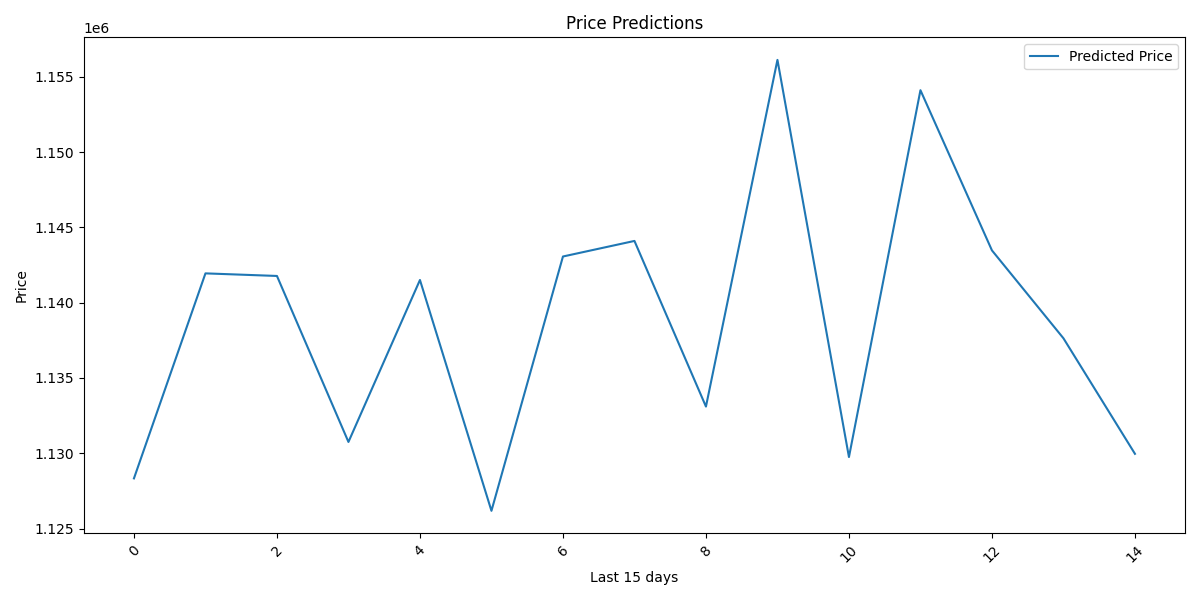 Price Predictions
1e6
Predicted Price
1.155
1.150
1.145
1.140
1.135
1.130
1.125
Price
0 2 4 6 8 10 12 14
Last 15 days